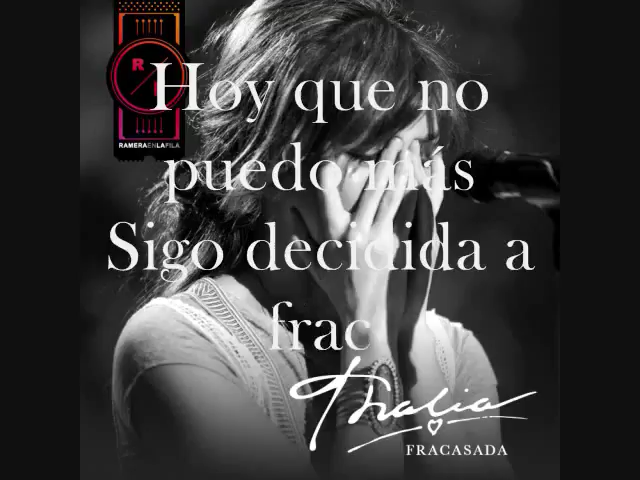 R
RAMERAENLAFILA
Hoy que no
puedo más
Sigo decidida a
frac
Thalia
FRACASADA